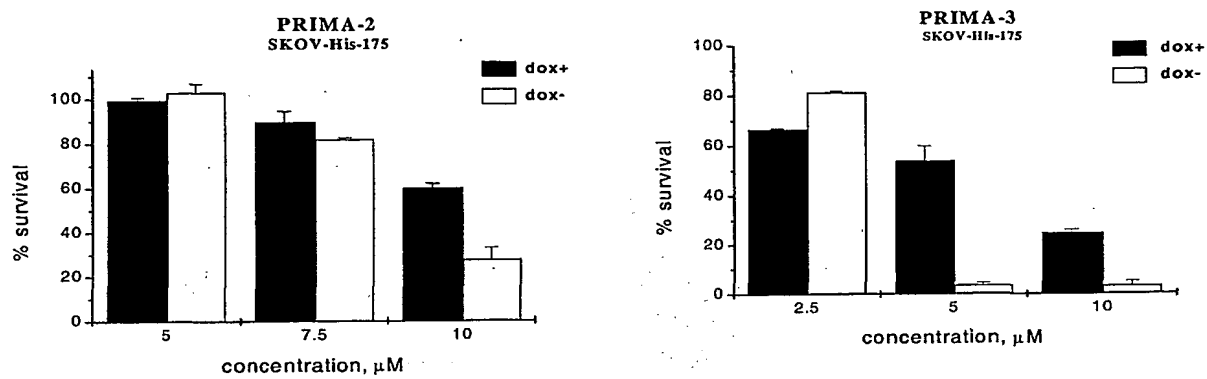 PRIMA-2
SKOV-His-175
dox+
dox-
% survival
100
80
60
40
20
0
5
7.5
10
concentration, μM
PRIMA-3
SKOV-His-175
dox+
dox-
% survival
100
80
60
40
20
0
2.5
5
10
concentration, μM